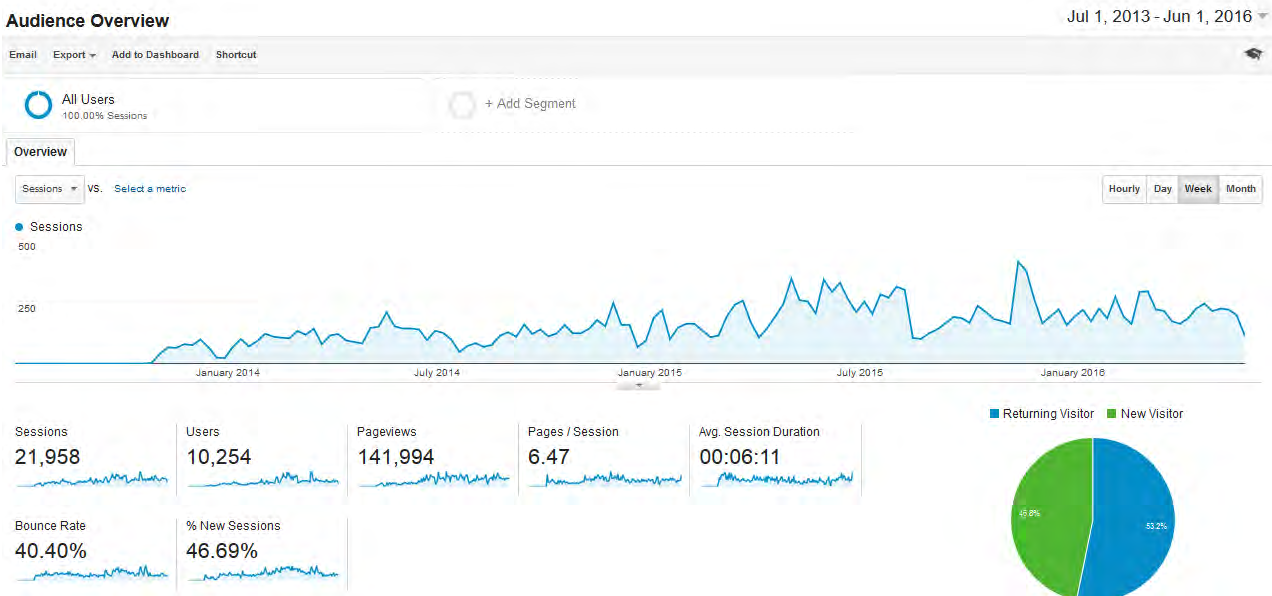 Audience Overview
Jul 1, 2013 - Jun 1, 2016
Email Export Add to Dashboard Shortcut
All Users
100.00% Sessions
+ Add Segment
Overview
Sessions VS. Select a metric
Hourly Day Week Month
Sessions
500
250
January 2014 July 2014 January 2015 July 2015 January 2016
Returning Visitor New Visitor
Sessions Users Pageviews Pages / Session Avg. Session Duration
21,958 10,254 141,994 6.47 00:06:11
46.8% 53.2%
Bounce Rate % New Sessions
40.40% 46.69%